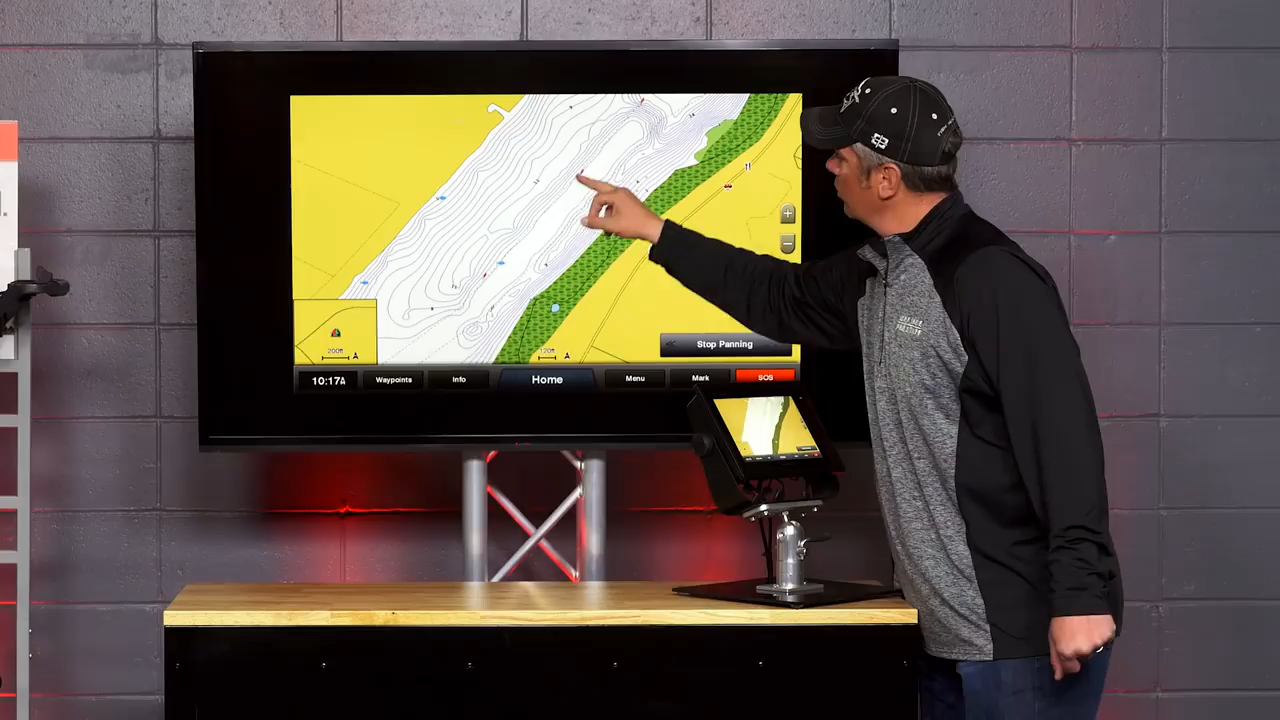 Stop Panning
200ft
120ft
10:17A
Waypoints
Info
Home
Menu
Mark
SOS